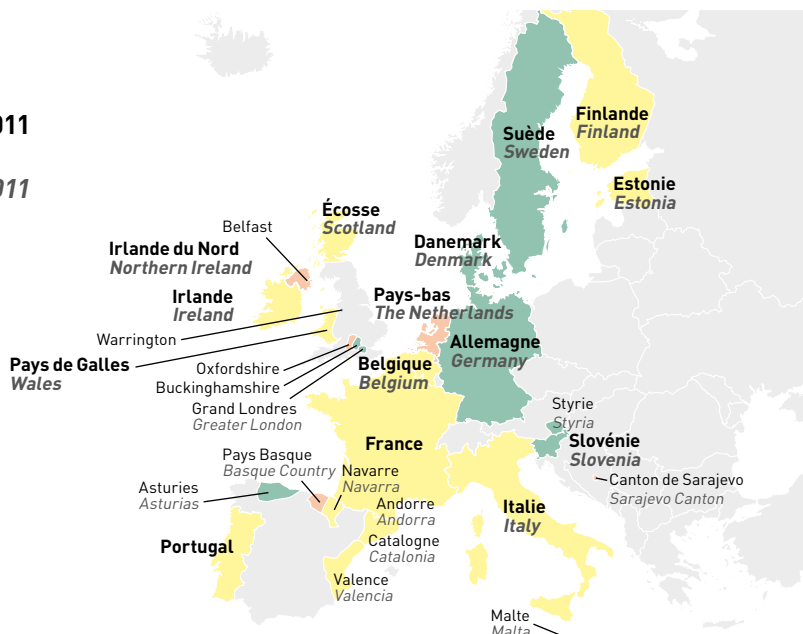 011
011
Finlande
Finland
Suède
Sweden
Estonie
Estonia
Écosse
Scotland
Belfast
Danemark
Denmark
Irlande du Nord
Northern Ireland
Irlande
Ireland
Pays-bas
The Netherlands
Warrington
Allemagne
Germany
Pays de Galles
Wales
Oxfordshire
Belgique
Belgium
Buckinghamshire
Grand Londres
Greater London
Styrie
Styria
France
Slovénie
Slovenia
Pays Basque
Basque Country
Navarre
Navarra
Canton de Sarajevo
Sarajevo Canton
Asturies
Asturias
Andorre
Andorra
Italie
Italy
Portugal
Catalogne
Catalonia
Valence
Valencia
Malte
Malta